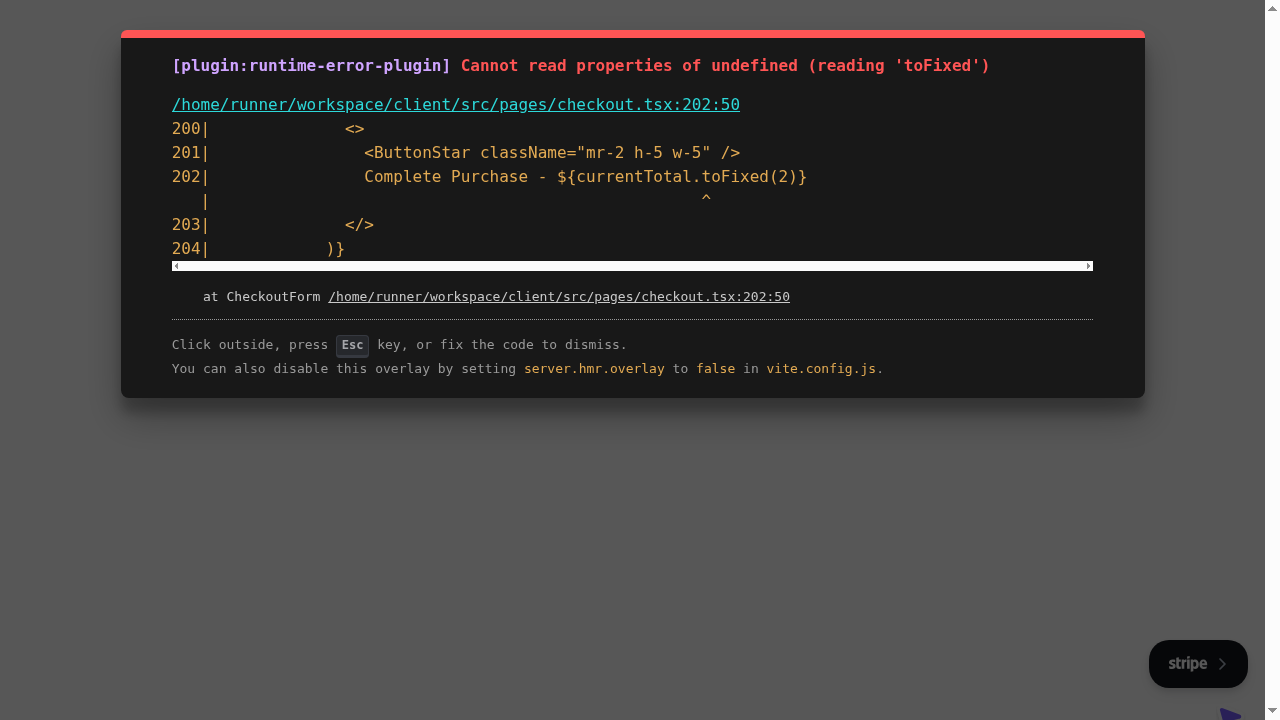 [plugin:runtime-error-plugin] Cannot read properties of undefined (reading 'toFixed')
/home/runner/workspace/client/src/pages/checkout.tsx:202:50
200|              <>
201|                <ButtonStar className="mr-2 h-5 w-5" />
202|                Complete Purchase - ${currentTotal.toFixed(2)}
   |                                                   ^
203|              </>
204|            )}
at CheckoutForm /home/runner/workspace/client/src/pages/checkout.tsx:202:50
Click outside, press Esc key, or fix the code to dismiss.
You can also disable this overlay by setting server.hmr.overlay to false in vite.config.js.
stripe